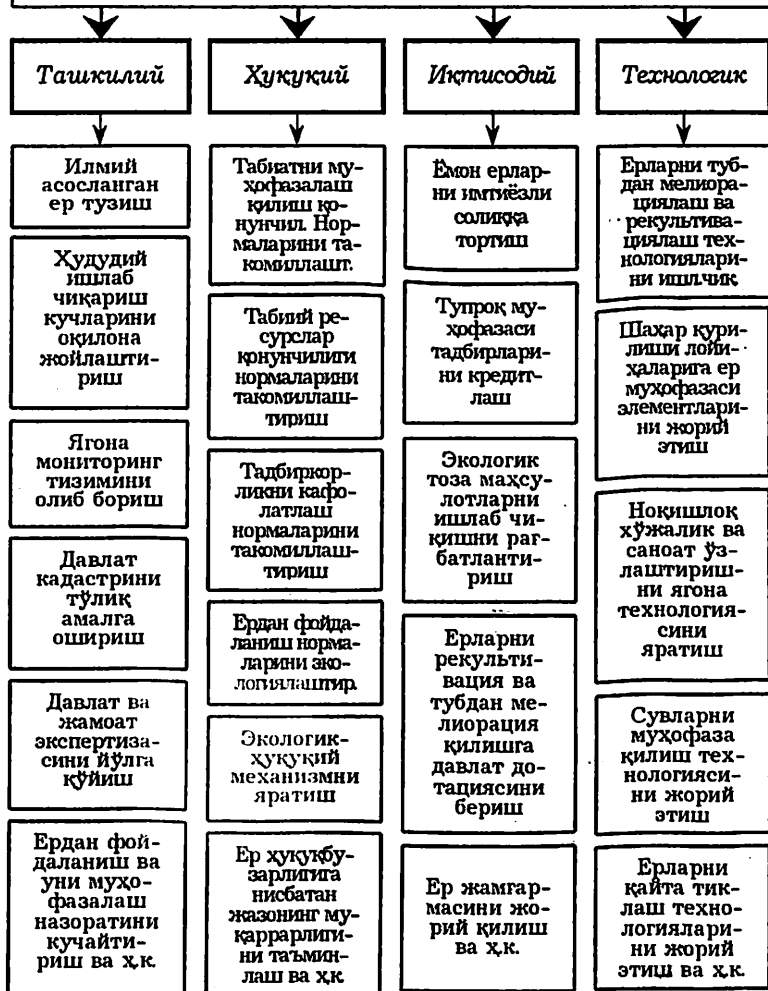 Ташкилий
Илмий
асосланган
ер тузиш
Ҳудудий
ишлаб
чиқариш
кучларини
оқилона
жойлашти-
риш
Ягона
мониторинг
тизимини
олиб бориш
Давлат
кадастрини
тўлиқ
амалга
ошириш
Давлат ва
жамоат
экспертиза-
сини йўлга
қўйиш
Ердан фой-
даланиш ва
уни муҳо-
фазалаш
назоратини
кучайти-
риш ва ҳ.к.
Ҳуқуқий
Табиатни му-
ҳофазалаш
қилиш қо-
нунчил. Нор-
маларини та-
комиллашт.
Табиий ре-
сурслар
қонунчилиги
нормаларини
такомиллаш-
тириш
Тадбиркор-
ликни кафо-
латлаш
нормаларини
такомиллаш-
тириш
Ердан фойда-
ланиш норма-
ларини эко-
логиялаштир.
Экологик-
ҳуқуқий
механизмни
яратиш
Ер ҳуқуқбу-
зарлигига
нисбатан
жазонинг му-
қаррарлиги-
ни таъмин-
лаш ва ҳ.к
Иқтисодий
Ёмон ерлар-
ни имтиёзли
солиққа
тортиш
Тупроқ му-
ҳофазаси
тадбирлари-
ни кредит-
лаш
Экологик
тоза маҳсу-
лотларни
ишлаб чи-
қишни рағ-
батланти-
риш
Ерларни
рекульти-
вация ва
тубдан ме-
лиорация
қилишга
давлат до-
тациясини
бериш
Ер жамғар-
масини жо-
рий қилиш
ва ҳ.к.
Технологик
Ерларни туб-
дан мелиора-
циялаш ва
рекультива-
циялаш тех-
нологиялари-
ни ишл.чиқ.
Шаҳар қури-
лиши лойи-
ҳаларига ер
муҳофазаси
элементлари-
ни жорий
этиш
Ноқишлоқ
хўжалик ва
саноат ўз-
лаштириш-
ни ягона
технология-
сини
яратиш
Сувларни
муҳофаза
қилиш тех-
нологияси-
ни жорий
этиш
Ерларни
қайта тик-
лаш техно-
логиялари-
ни жорий
этиш ва ҳ.к.